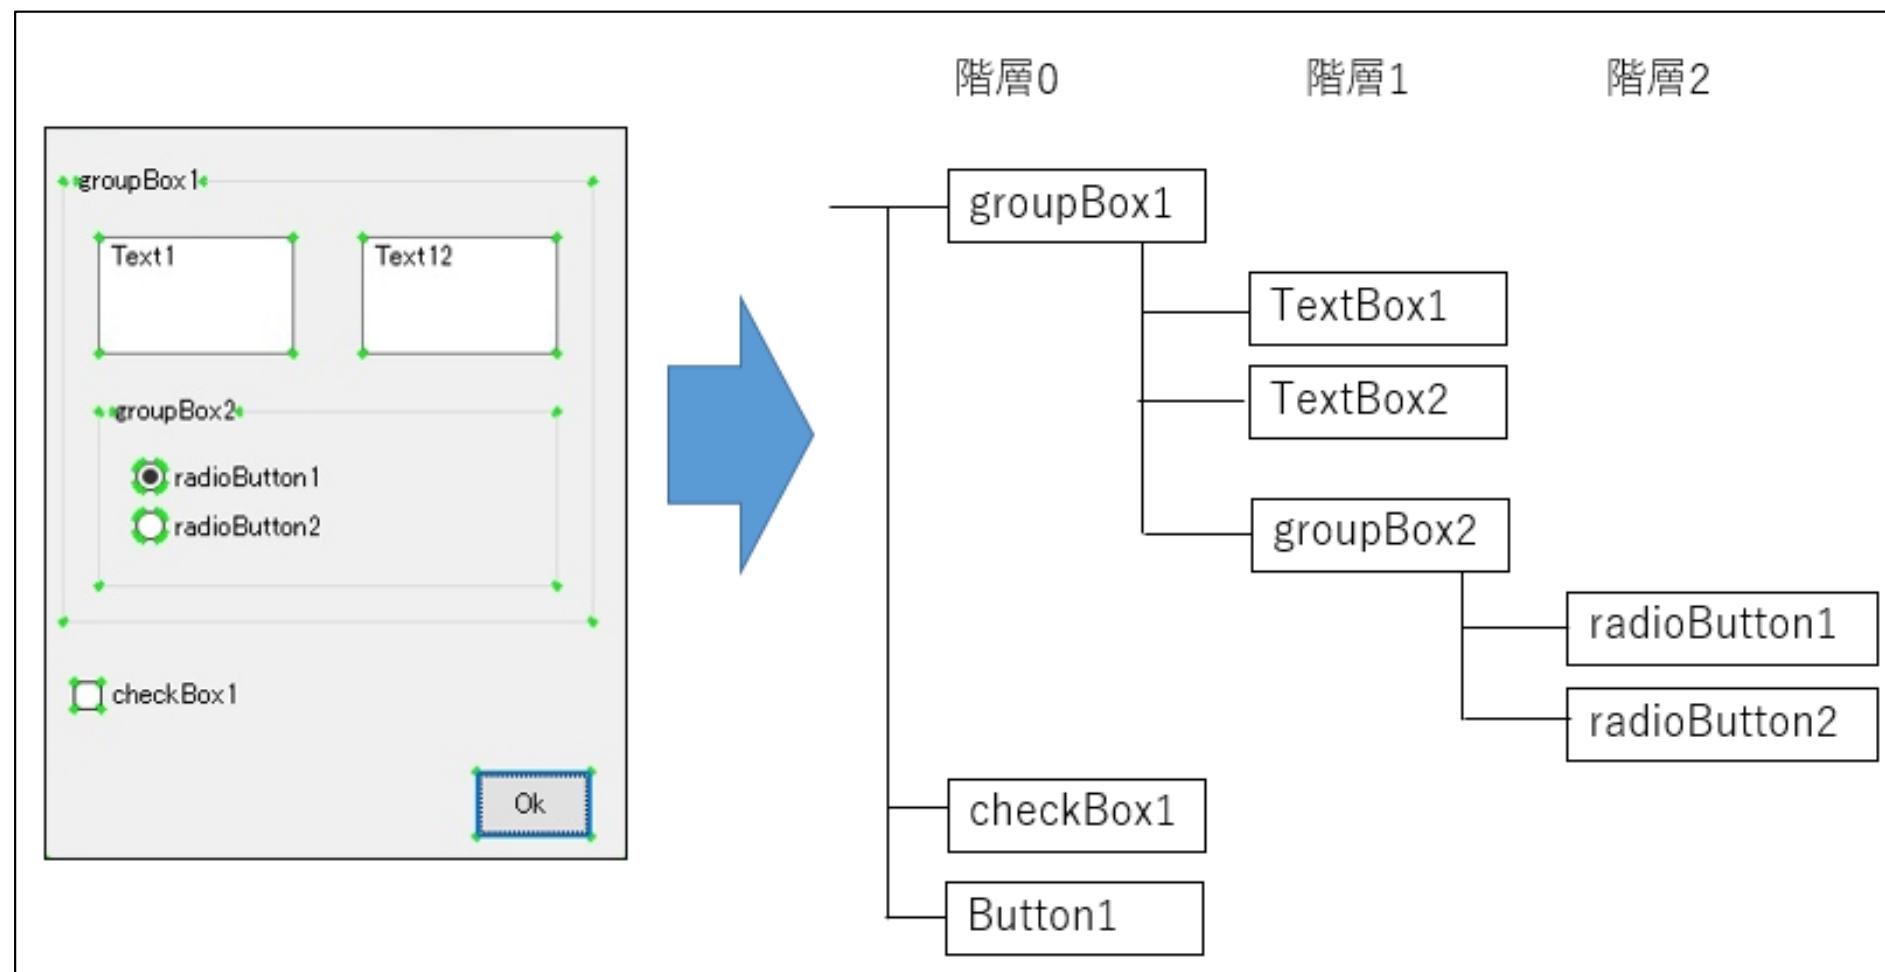 階層0
階層1
階層2
groupBox1
Text1
Text12
groupBox2
radioButton1
radioButton2
checkBox1
Ok
groupBox1
TextBox1
TextBox2
groupBox2
radioButton1
radioButton2
checkBox1
Button1